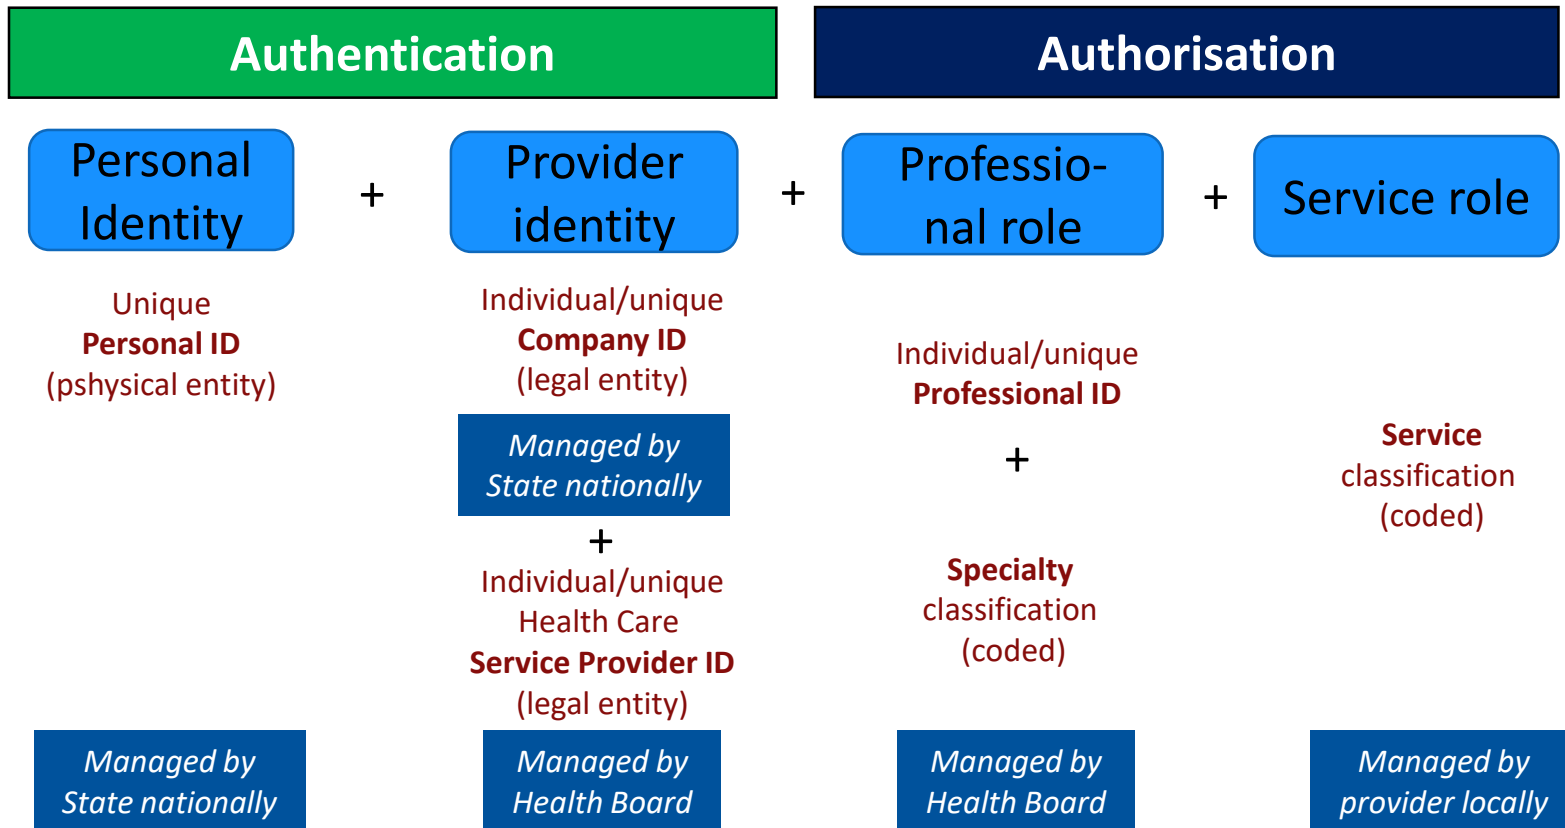 Authentication
Authorisation
Personal
Identity
+
Provider
identity
+
Professio-
nal role
+
Service role
Unique
Personal ID
(pshysical entity)
Managed by
State nationally
Individual/unique
Company ID
(legal entity)
Managed by
State nationally
+
Individual/unique
Health Care
Service Provider ID
(legal entity)
Managed by
Health Board
Individual/unique
Professional ID
+
Specialty
classification
(coded)
Managed by
Health Board
Service
classification
(coded)
Managed by
provider locally